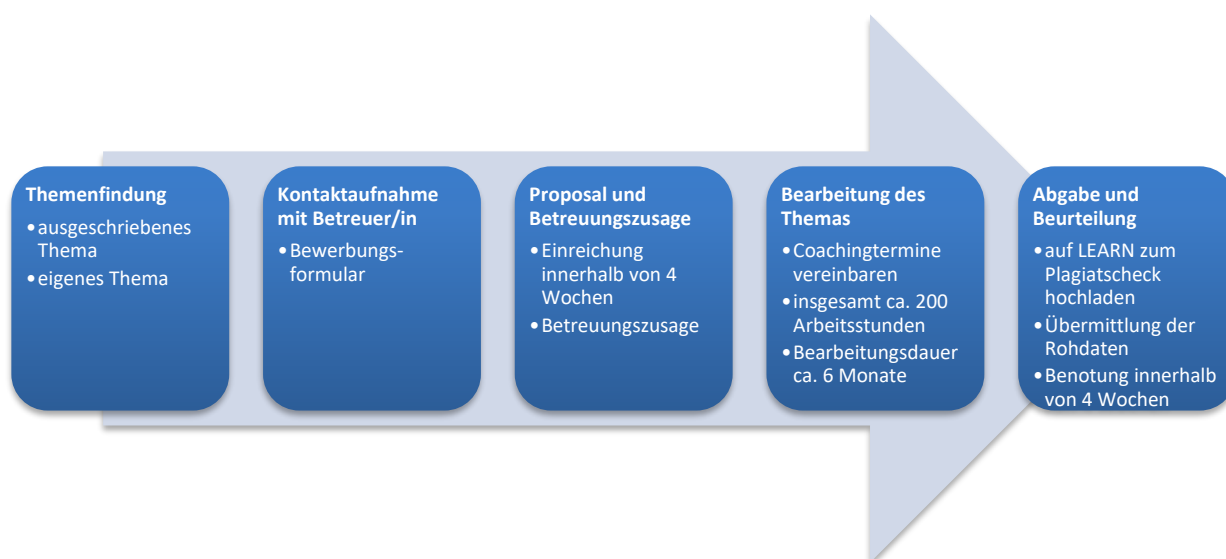 Themenfindung
•ausgeschriebenes
Thema
•eigenes Thema
Kontaktaufnahme
mit Betreuer/in
•Bewerbungs-
formular
Proposal und
Betreuungszusage
•Einreichung
innerhalb von 4
Wochen
•Betreuungszusage
Bearbeitung des
Themas
•Coachingtermine
vereinbaren
•insgesamt ca. 200
Arbeitsstunden
•Bearbeitungsdauer
ca. 6 Monate
Abgabe und
Beurteilung
•auf LEARN zum
Plagiatscheck
hochladen
•Übermittlung der
Rohdaten
•Benotung innerhalb
von 4 Wochen